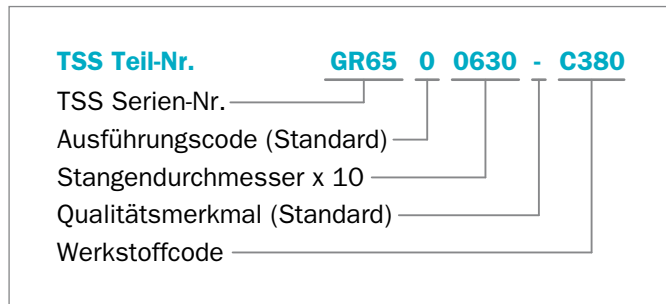 TSS Teil-Nr. GR65 0 0630 - C380
TSS Serien-Nr.
Ausführungscode (Standard)
Stangendurchmesser x 10
Qualitätsmerkmal (Standard)
Werkstoffcode